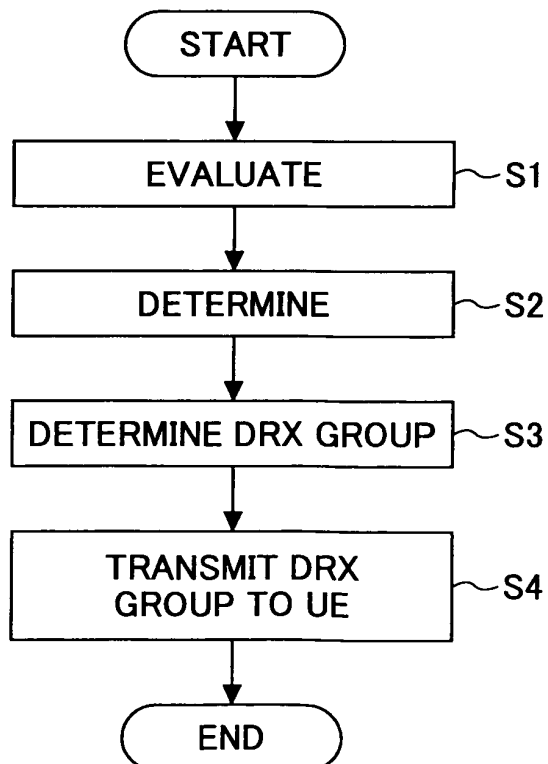 START
EVALUATE
S1
DETERMINE
S2
DETERMINE DRX GROUP
S3
TRANSMIT DRX
GROUP TO UE
S4
END